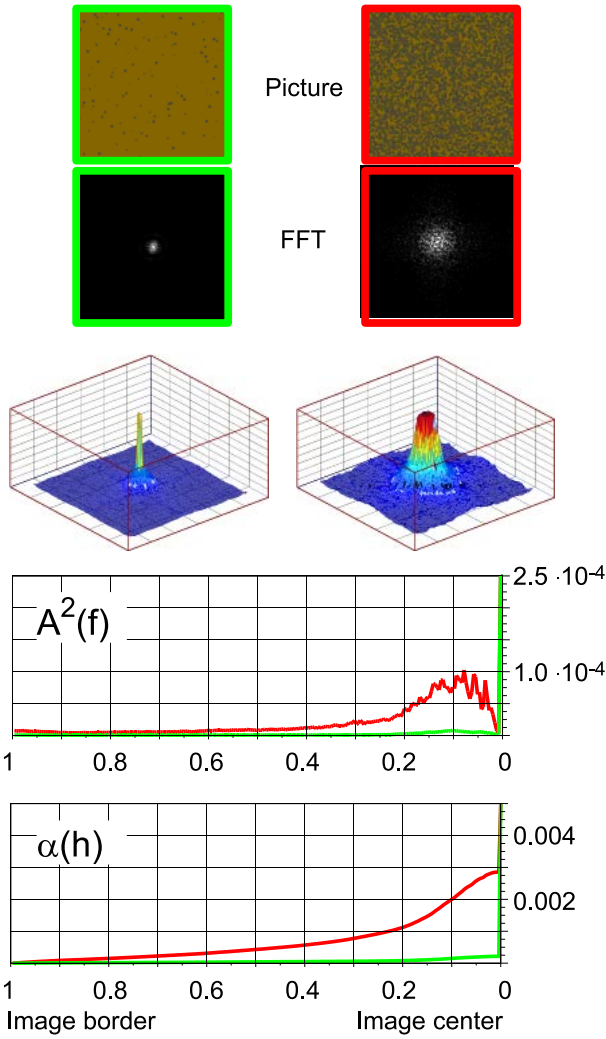 Picture
FFT
A²(f)
2.5 ·10⁻⁴
1.0 ·10⁻⁴
1 0.8 0.6 0.4 0.2 0
α(h)
0.004
0.002
1 0.8 0.6 0.4 0.2 0
Image border Image center